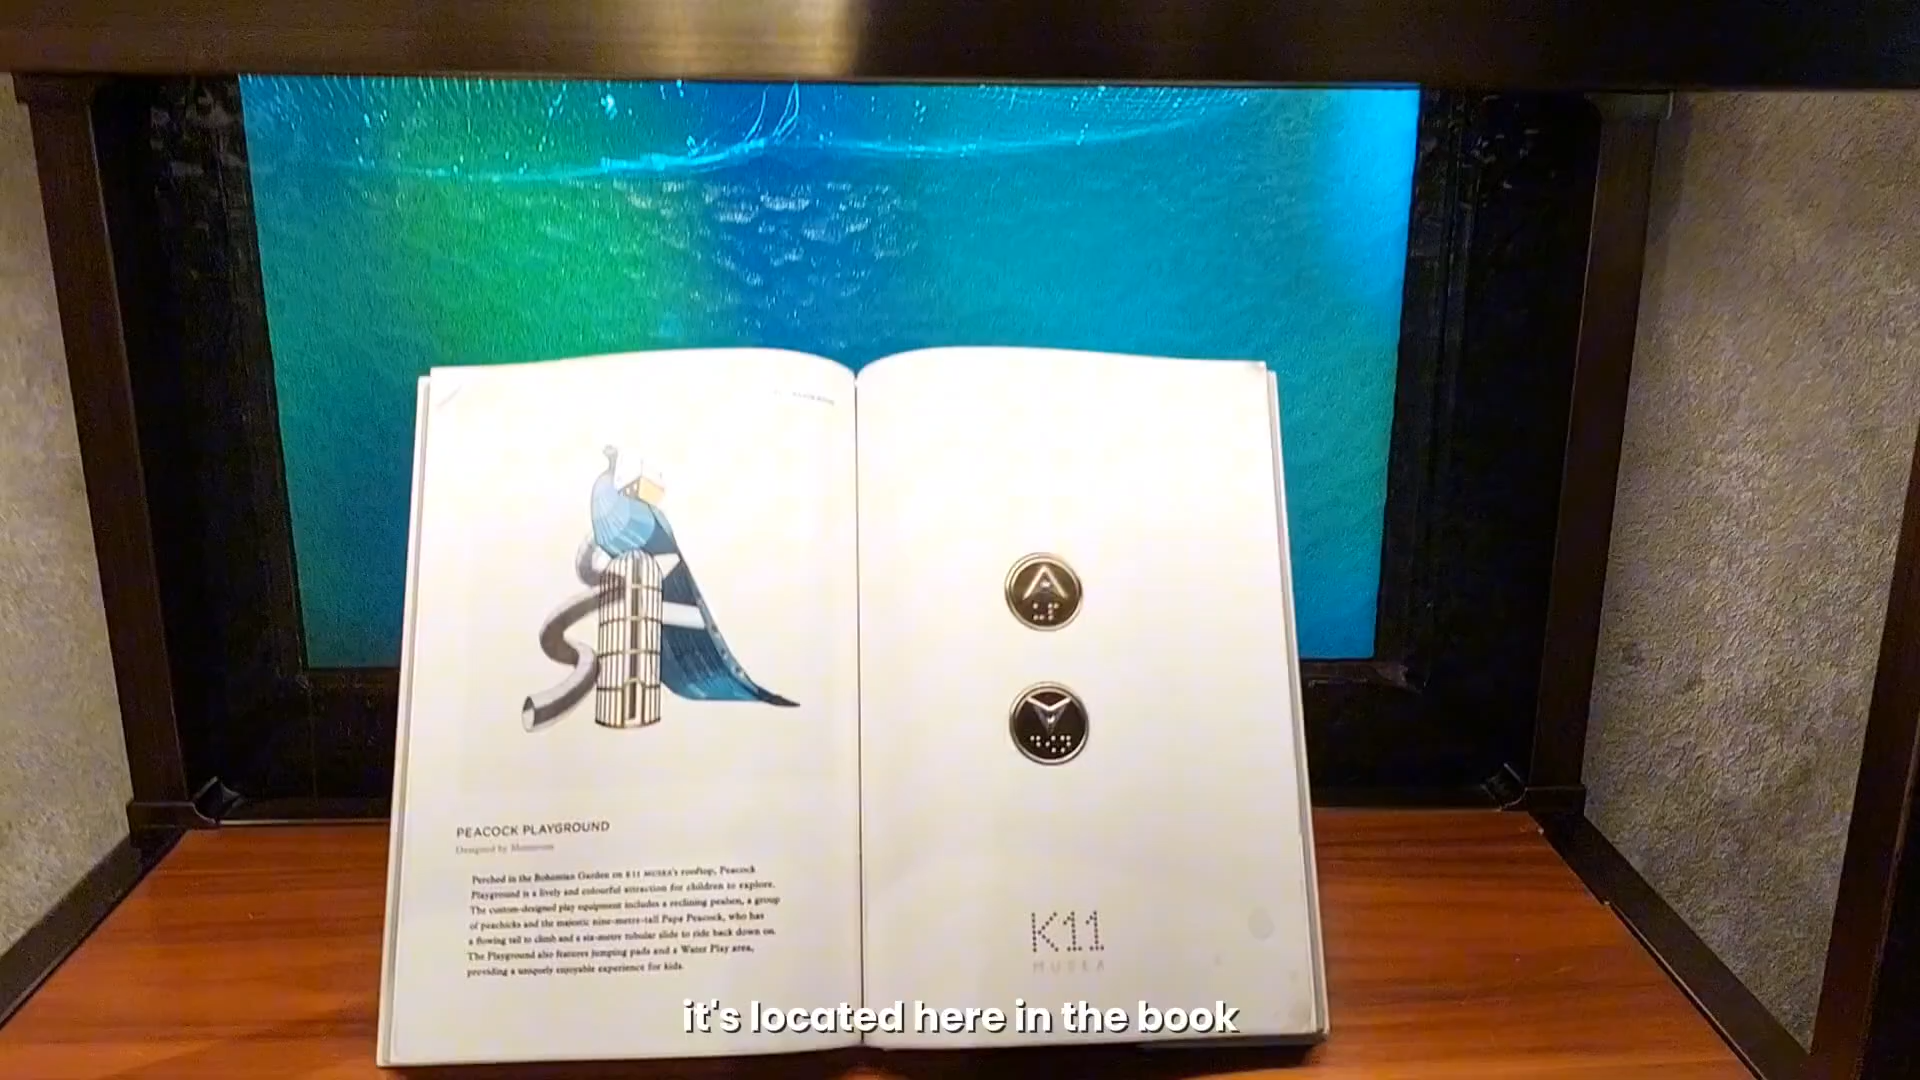 PEACOCK PLAYGROUND
Designed by
Perched in the Bohemian Garden on K11 MUSEA's rooftop, Peacock
Playground is a lively and colourful attraction for children to explore.
The custom-designed play equipment includes a reclining peahen, a group
of peachicks and the majestic nine-metre-tall Papa Peacock, who has
a flowing tail to climb and a six-metre tubular slide to ride back down on.
The Playground also features jumping pads and a Water Play area,
providing a uniquely enjoyable experience for kids.
K11
MUSEA
it's located here in the book